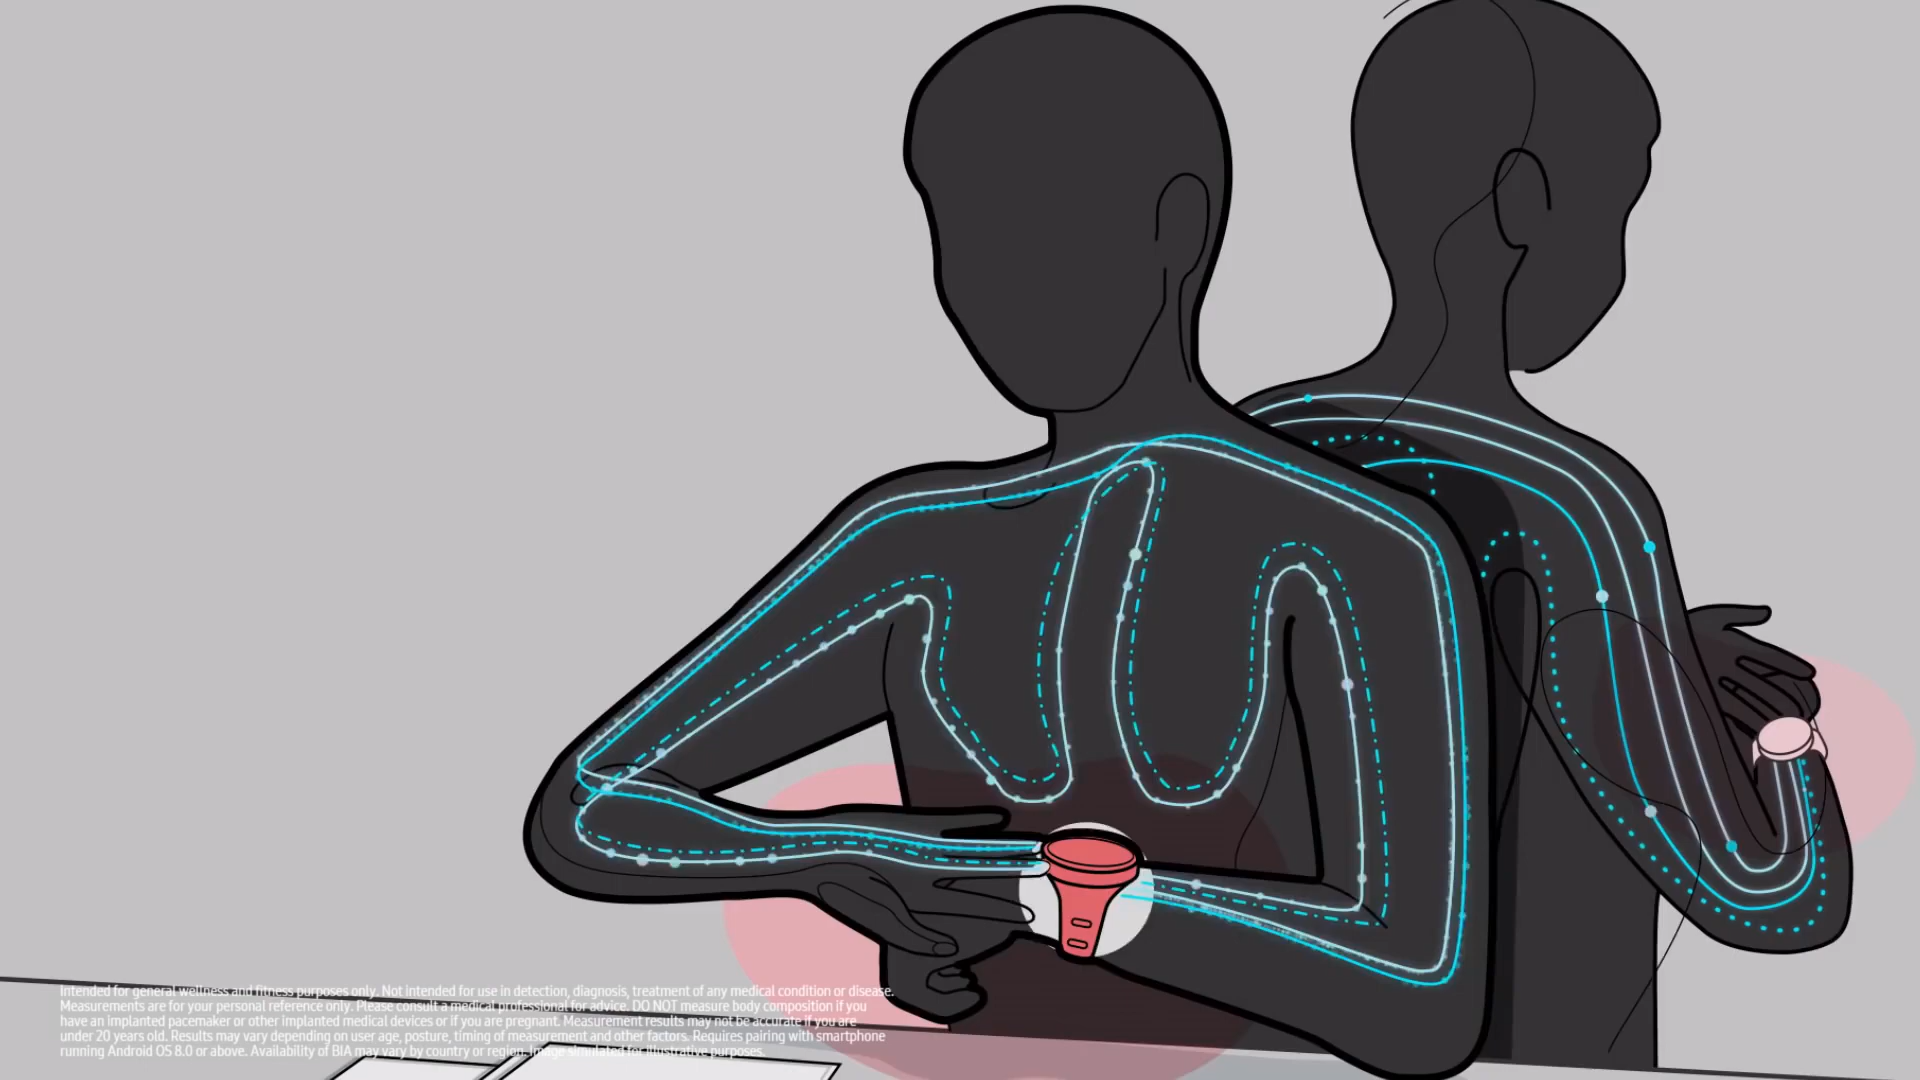 Intended for general wellness and fitness purposes only. Not intended for use in detection, diagnosis, treatment of any medical condition or disease.
Measurements are for your personal reference only. Please consult a medical professional for advice. DO NOT measure body composition if you
have an implanted pacemaker or other implanted medical devices or if you are pregnant. Measurement results may not be accurate if you are
under 20 years old. Results may vary depending on user age, posture, timing of measurement and other factors. Requires pairing with smartphone
running Android OS 8.0 or above. Availability of BIA may vary by country or region. Image simulated for illustrative purposes.